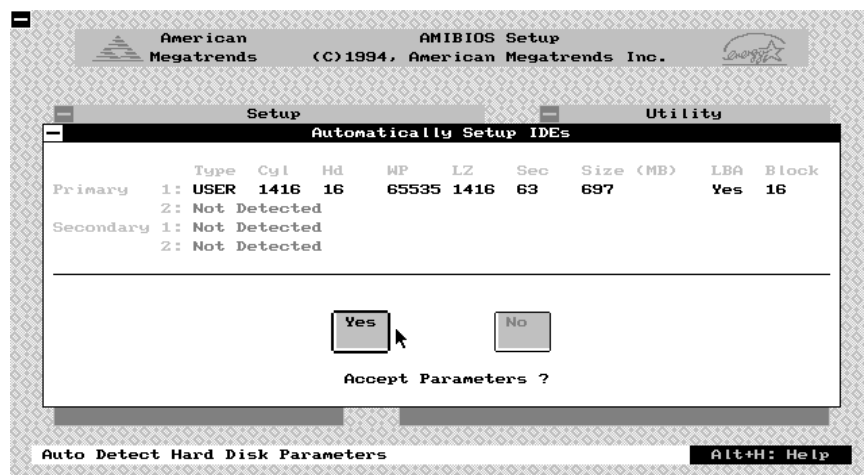 American AMIBIOS Setup
Megatrends (C)1994, American Megatrends Inc.
energy
Setup Utility
Automatically Setup IDEs
Type Cyl Hd WP LZ Sec Size (MB) LBA Block
Primary 1: USER 1416 16 65535 1416 63 697 Yes 16
2: Not Detected
Secondary 1: Not Detected
2: Not Detected
Yes No
Accept Parameters ?
Auto Detect Hard Disk Parameters Alt+H: Help